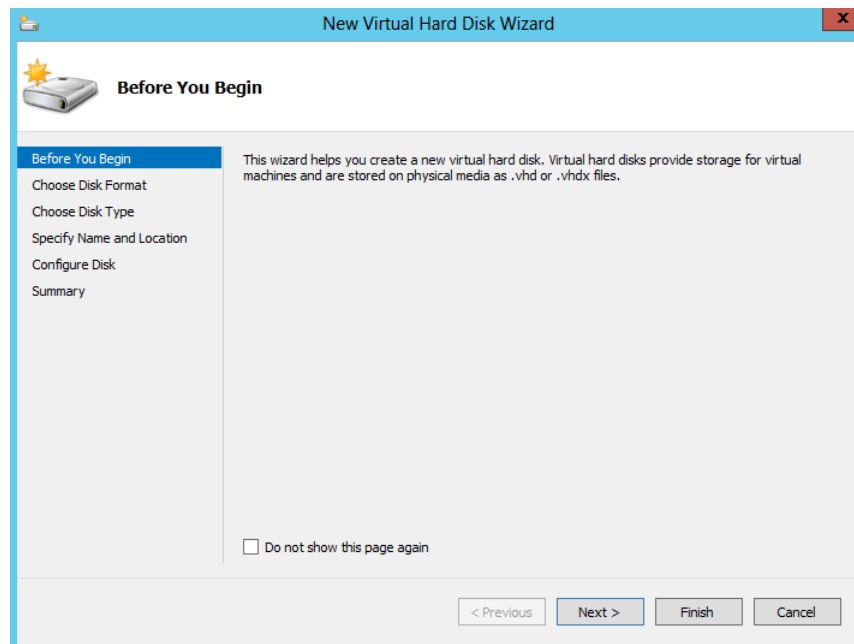 New Virtual Hard Disk Wizard
x
Before You Begin
Before You Begin
Choose Disk Format
Choose Disk Type
Specify Name and Location
Configure Disk
Summary
This wizard helps you create a new virtual hard disk. Virtual hard disks provide storage for virtual
machines and are stored on physical media as .vhd or .vhdx files.
Do not show this page again
< Previous
Next >
Finish
Cancel